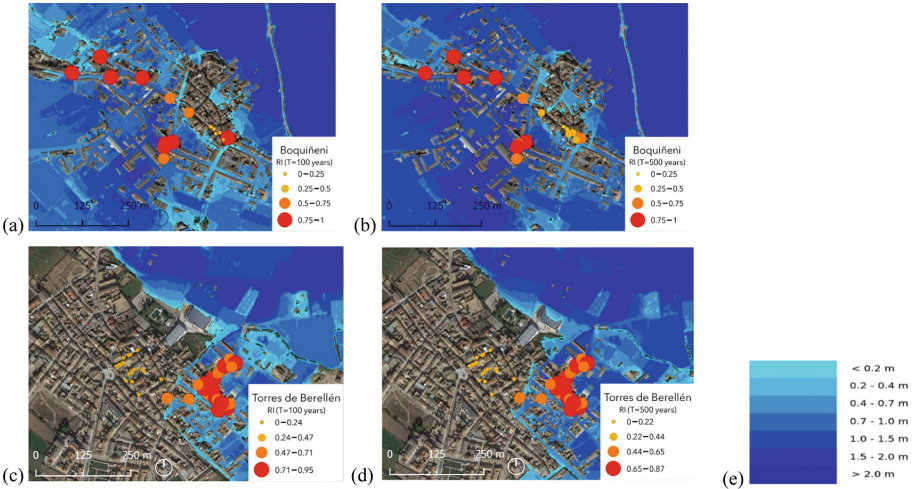 Boquiñeni
RI (T=100 years)
0–0.25
0.25–0.5
0.5–0.75
0.75–1
0 125 250 m
(a)
Boquiñeni
RI (T=500 years)
0–0.25
0.25–0.5
0.5–0.75
0.75–1
0 125 250 m
(b)
Torres de Berellén
RI (T=100 years)
0–0.24
0.24–0.47
0.47–0.71
0.71–0.95
0 125 250 m
(c)
Torres de Berellén
RI (T=500 years)
0–0.22
0.22–0.44
0.44–0.65
0.65–0.87
0 125 250 m
(d)
< 0.2 m
0.2 - 0.4 m
0.4 - 0.7 m
0.7 - 1.0 m
1.0 - 1.5 m
1.5 - 2.0 m
> 2.0 m
(e)